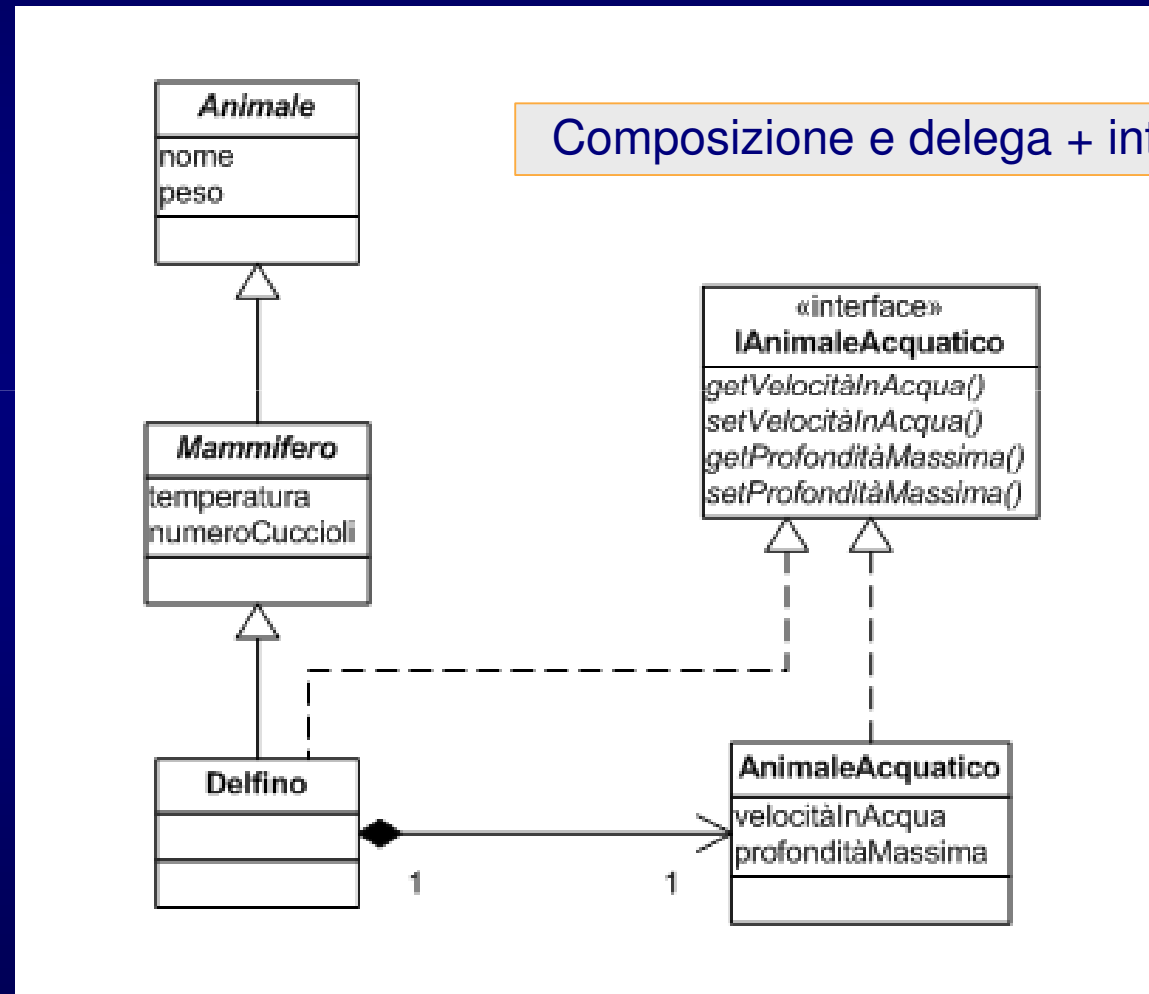 Animale
nome
peso
Composizione e delega + int
«interface»
IAnimaleAcquatico
getVelocitàInAcqua()
setVelocitàInAcqua()
getProfonditàMassima()
setProfonditàMassima()
Mammifero
temperatura
numeroCuccioli
Delfino
1
1
AnimaleAcquatico
velocitàInAcqua
profonditàMassima